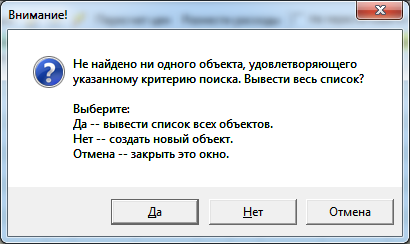 Внимание!
Не найдено ни одного объекта, удовлетворяющего
указанному критерию поиска. Вывести весь список?
Выберите:
Да -- вывести список всех объектов.
Нет -- создать новый объект.
Отмена -- закрыть это окно.
Да
Нет
Отмена